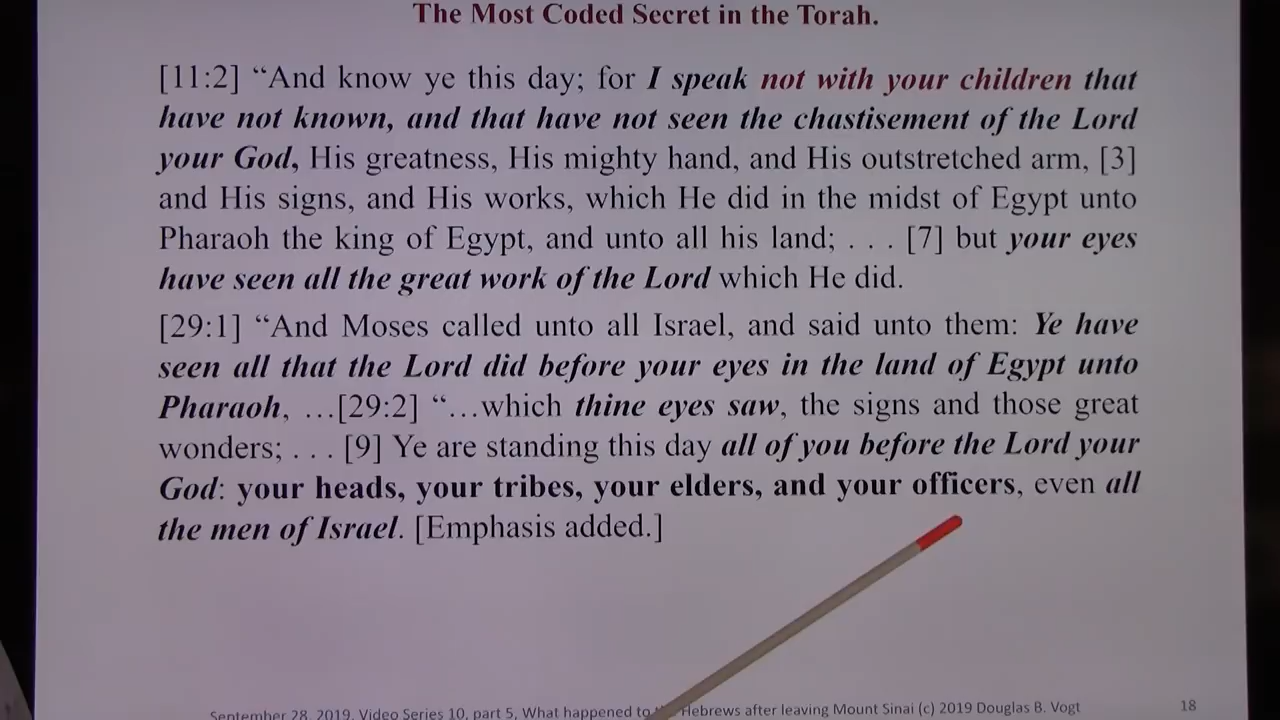 The Most Coded Secret in the Torah.
[11:2] “And know ye this day; for I speak not with your children that
have not known, and that have not seen the chastisement of the Lord
your God, His greatness, His mighty hand, and His outstretched arm, [3]
and His signs, and His works, which He did in the midst of Egypt unto
Pharaoh the king of Egypt, and unto all his land; . . . [7] but your eyes
have seen all the great work of the Lord which He did.
[29:1] “And Moses called unto all Israel, and said unto them: Ye have
seen all that the Lord did before your eyes in the land of Egypt unto
Pharaoh, …[29:2] “…which thine eyes saw, the signs and those great
wonders; . . . [9] Ye are standing this day all of you before the Lord your
God: your heads, your tribes, your elders, and your officers, even all
the men of Israel. [Emphasis added.]
September 28, 2019, Video Series 10, part 5, What happened to Hebrews after leaving Mount Sinai (c) 2019 Douglas B. Vogt 18